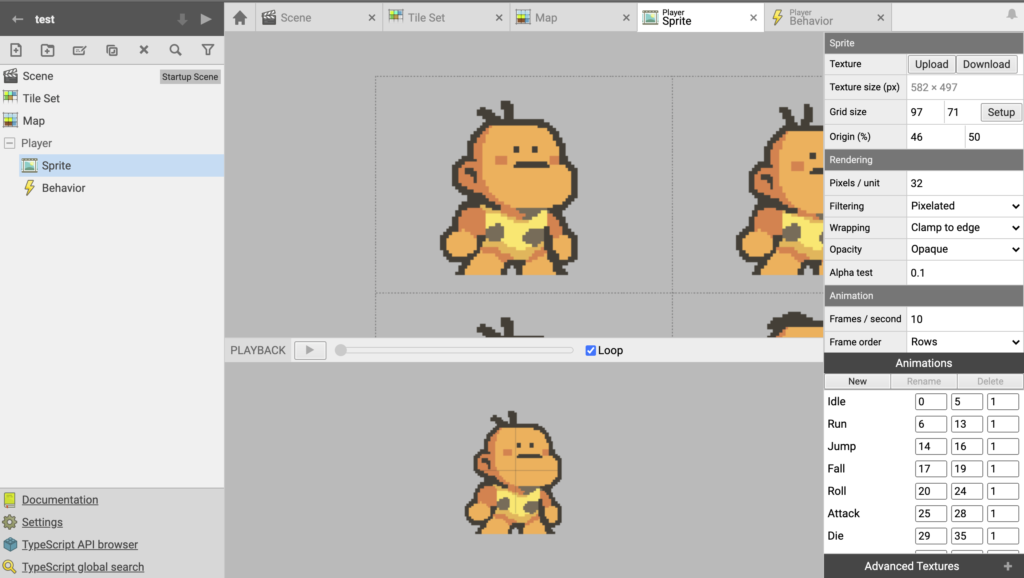 test
Scene
Tile Set
Map
Player
Sprite
Player
Behavior
Scene
Startup Scene
Tile Set
Map
Player
Sprite
Behavior
Documentation
Settings
TypeScript API browser
TypeScript global search
PLAYBACK
Loop
Sprite
Texture Upload Download
Texture size (px) 582 × 497
Grid size 97 71 Setup
Origin (%) 46 50
Rendering
Pixels / unit 32
Filtering Pixelated
Wrapping Clamp to edge
Opacity Opaque
Alpha test 0.1
Animation
Frames / second 10
Frame order Rows
Animations
New Rename Delete
Idle 0 5 1
Run 6 13 1
Jump 14 16 1
Fall 17 19 1
Roll 20 24 1
Attack 25 28 1
Die 29 35 1
Advanced Textures +